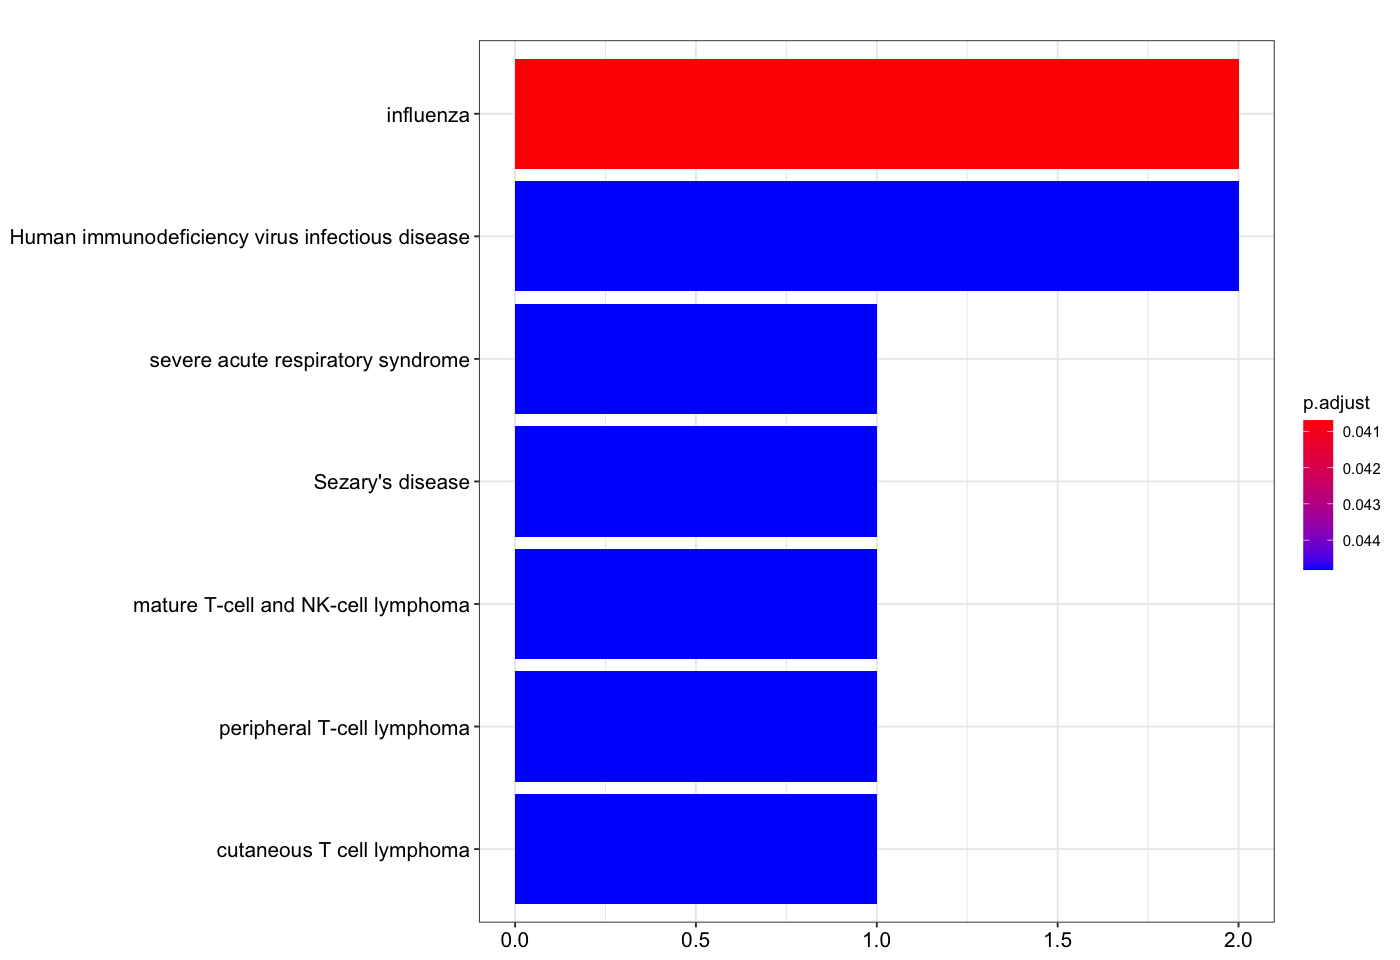 influenza
Human immunodeficiency virus infectious disease
severe acute respiratory syndrome
Sezary's disease
mature T-cell and NK-cell lymphoma
peripheral T-cell lymphoma
cutaneous T cell lymphoma
0.0 0.5 1.0 1.5 2.0
p.adjust
0.041
0.042
0.043
0.044